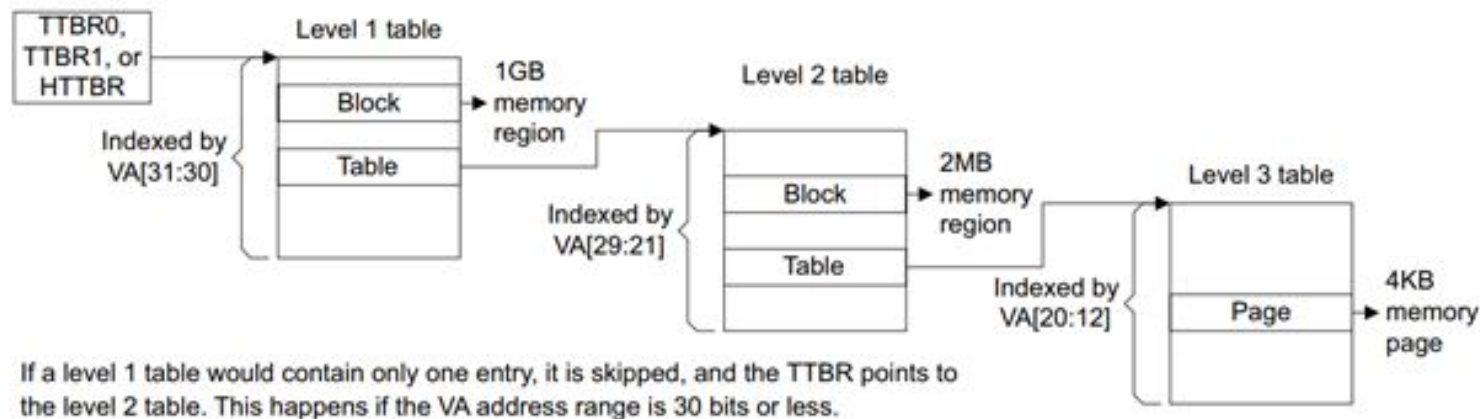 TTBR0,
TTBR1, or
HTTBR
Level 1 table
Block
Table
Indexed by
VA[31:30]
1GB
memory
region
Level 2 table
Block
Table
Indexed by
VA[29:21]
2MB
memory
region
Level 3 table
Page
Indexed by
VA[20:12]
4KB
memory
page
If a level 1 table would contain only one entry, it is skipped, and the TTBR points to
the level 2 table. This happens if the VA address range is 30 bits or less.